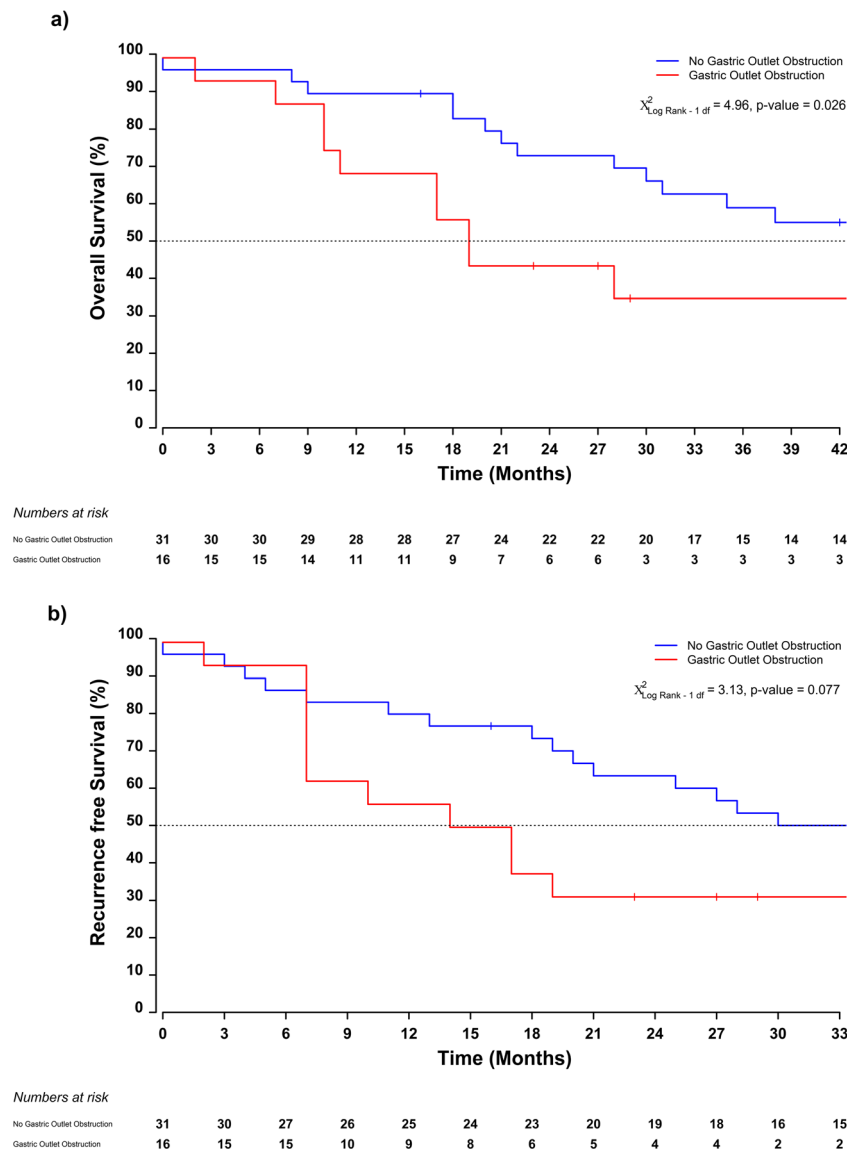 a)
100
90
80
70
60
50
40
30
20
10
0
Overall Survival (%)
No Gastric Outlet Obstruction
Gastric Outlet Obstruction
X² Log Rank - 1 df = 4.96, p-value = 0.026
0 3 6 9 12 15 18 21 24 27 30 33 36 39 42
Time (Months)
Numbers at risk
No Gastric Outlet Obstruction 31 30 30 29 28 28 27 24 22 22 20 17 15 14 14
Gastric Outlet Obstruction 16 15 15 14 11 11 9 7 6 6 3 3 3 3 3
b)
100
90
80
70
60
50
40
30
20
10
0
Recurrence free Survival (%)
No Gastric Outlet Obstruction
Gastric Outlet Obstruction
X² Log Rank - 1 df = 3.13, p-value = 0.077
0 3 6 9 12 15 18 21 24 27 30 33
Time (Months)
Numbers at risk
No Gastric Outlet Obstruction 31 30 27 26 25 24 23 20 19 18 16 15
Gastric Outlet Obstruction 16 15 15 10 9 8 6 5 4 4 2 2